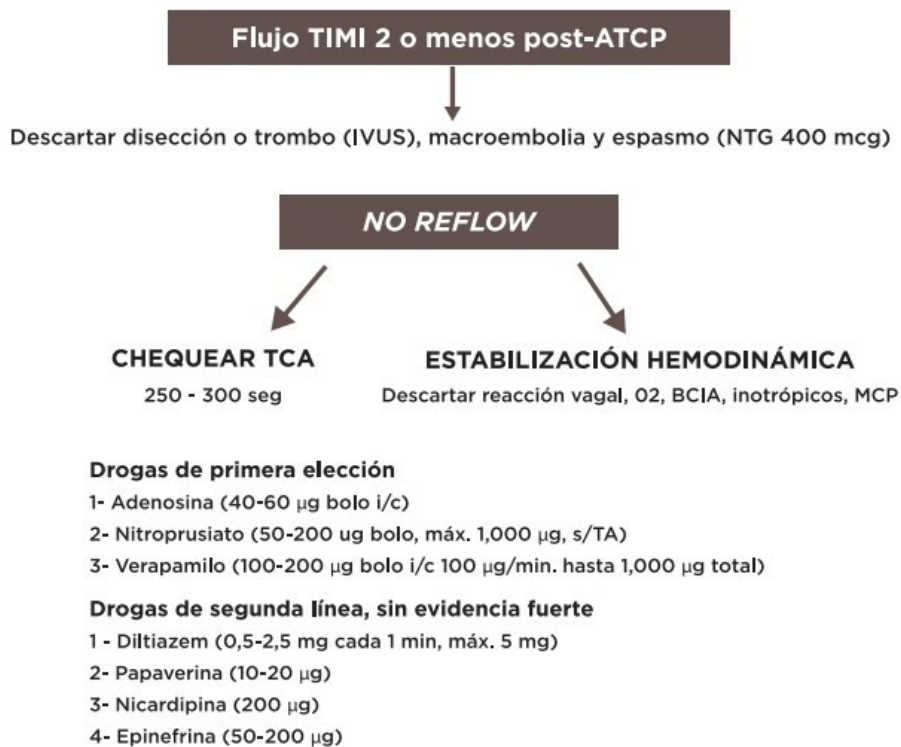 Flujo TIMI 2 o menos post-ATCP
Descartar disección o trombo (IVUS), macroembolia y espasmo (NTG 400 mcg)
NO REFLOW
CHEQUEAR TCA
250 - 300 seg
ESTABILIZACIÓN HEMODINÁMICA
Descartar reacción vagal, 02, BCIA, inotrópicos, MCP
Drogas de primera elección
1- Adenosina (40-60 μg bolo i/c)
2- Nitroprusiato (50-200 ug bolo, máx. 1,000 μg, s/TA)
3- Verapamilo (100-200 μg bolo i/c 100 μg/min. hasta 1,000 μg total)
Drogas de segunda línea, sin evidencia fuerte
1 - Diltiazem (0,5-2,5 mg cada 1 min, máx. 5 mg)
2- Papaverina (10-20 μg)
3- Nicardipina (200 μg)
4- Epinefrina (50-200 μg)